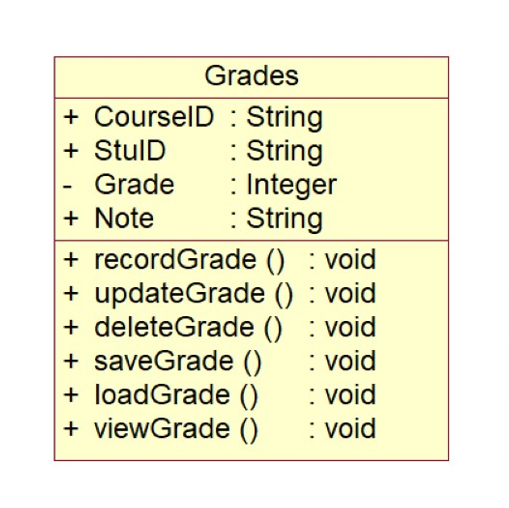 Grades
+ CourseID : String
+ StuID : String
- Grade : Integer
+ Note : String
+ recordGrade () : void
+ updateGrade () : void
+ deleteGrade () : void
+ saveGrade () : void
+ loadGrade () : void
+ viewGrade () : void